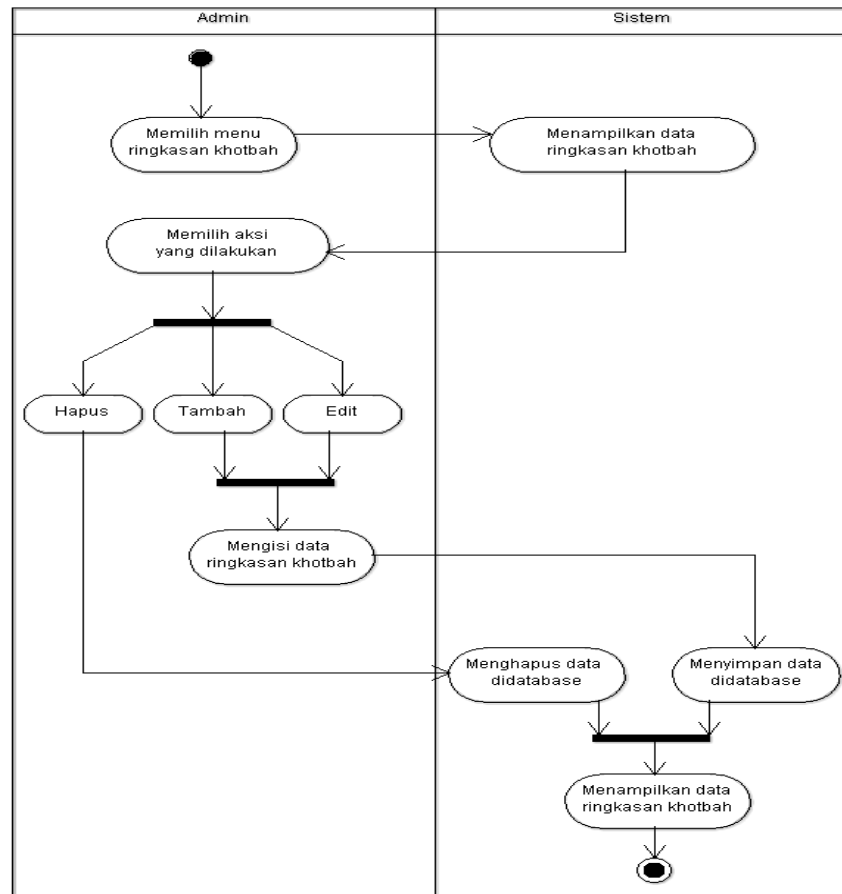 Admin
Sistem
Memilih menu
ringkasan khotbah
Menampilkan data
ringkasan khotbah
Memilih aksi
yang dilakukan
Hapus
Tambah
Edit
Mengisi data
ringkasan khotbah
Menghapus data
didatabase
Menyimpan data
didatabase
Menampilkan data
ringkasan khotbah